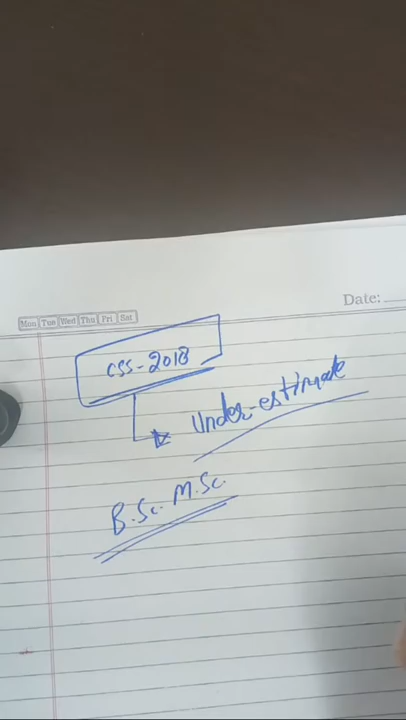 Date:
Mon Tue Wed Thu Fri Sat
CSS-2018
Under-estimate
B.Sc. M.Sc.